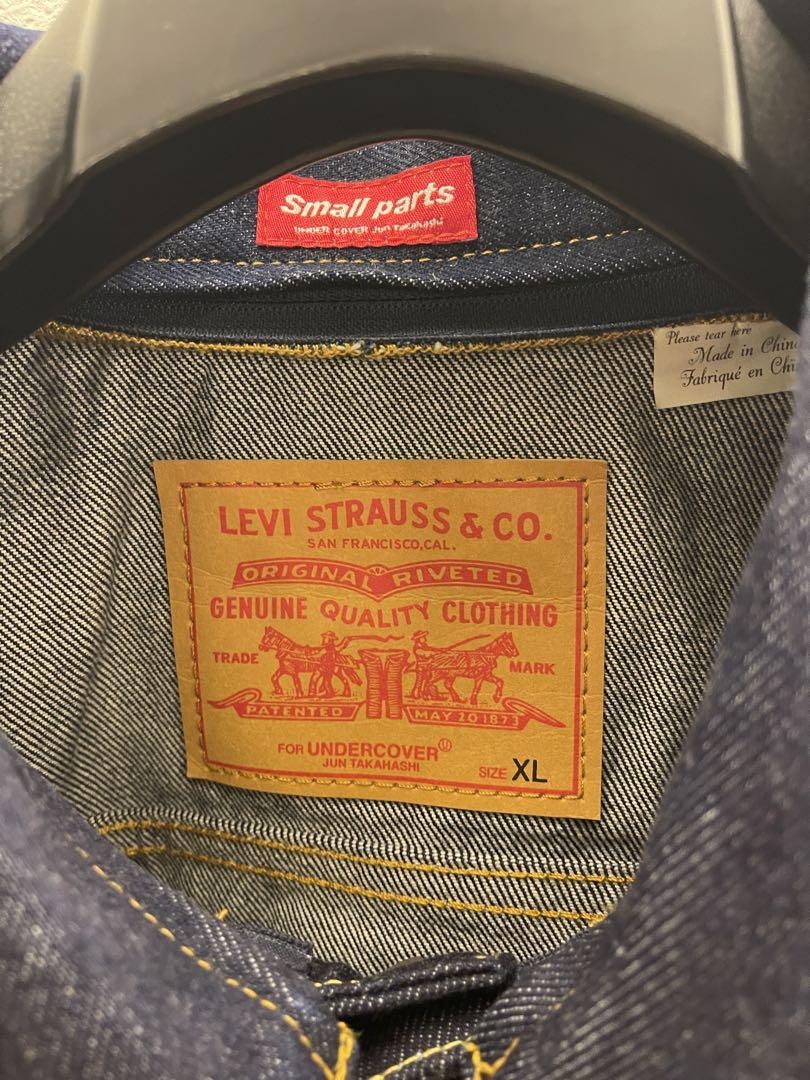 Small parts
UNDER COVER Jun Takahashi
Please tear here
Made in China
Fabriqué en Chi
LEVI STRAUSS & CO.
SAN FRANCISCO, CAL.
ORIGINAL RIVETED
GENUINE QUALITY CLOTHING
TRADE MARK
PATENTED MAY 20 1873
FOR UNDERCOVER
JUN TAKAHASHI
SIZE XL